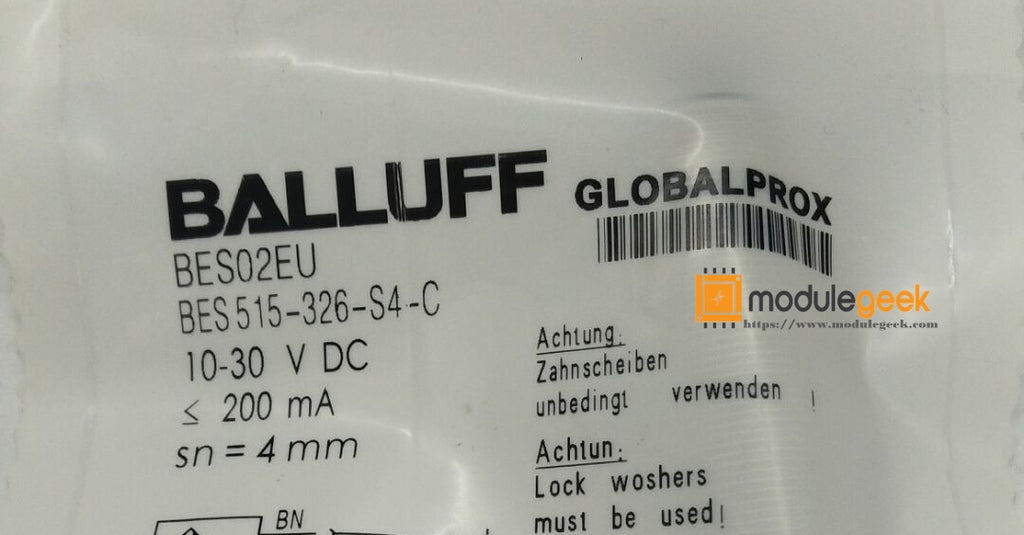 BALLUFF
GLOBALPROX
BES02EU
BES 515-326-S4-C
10-30 V DC
≤ 200 mA
sn = 4 mm
modulegeek
https://www.modulegeek.com
Achtung:
Zahnscheiben
unbedingt verwenden !
Achtun:
Lock woshers
must be used!
BN